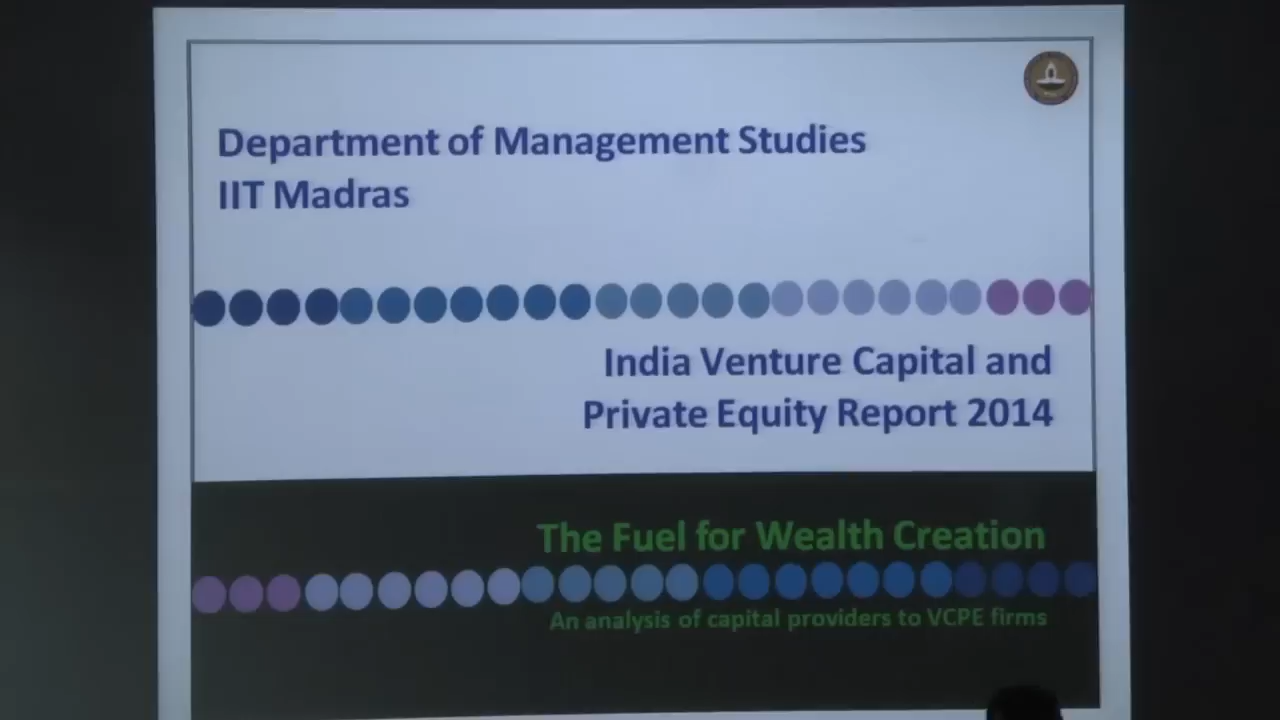 Department of Management Studies
IIT Madras
India Venture Capital and
Private Equity Report 2014
The Fuel for Wealth Creation
An analysis of capital providers to VCPE firms